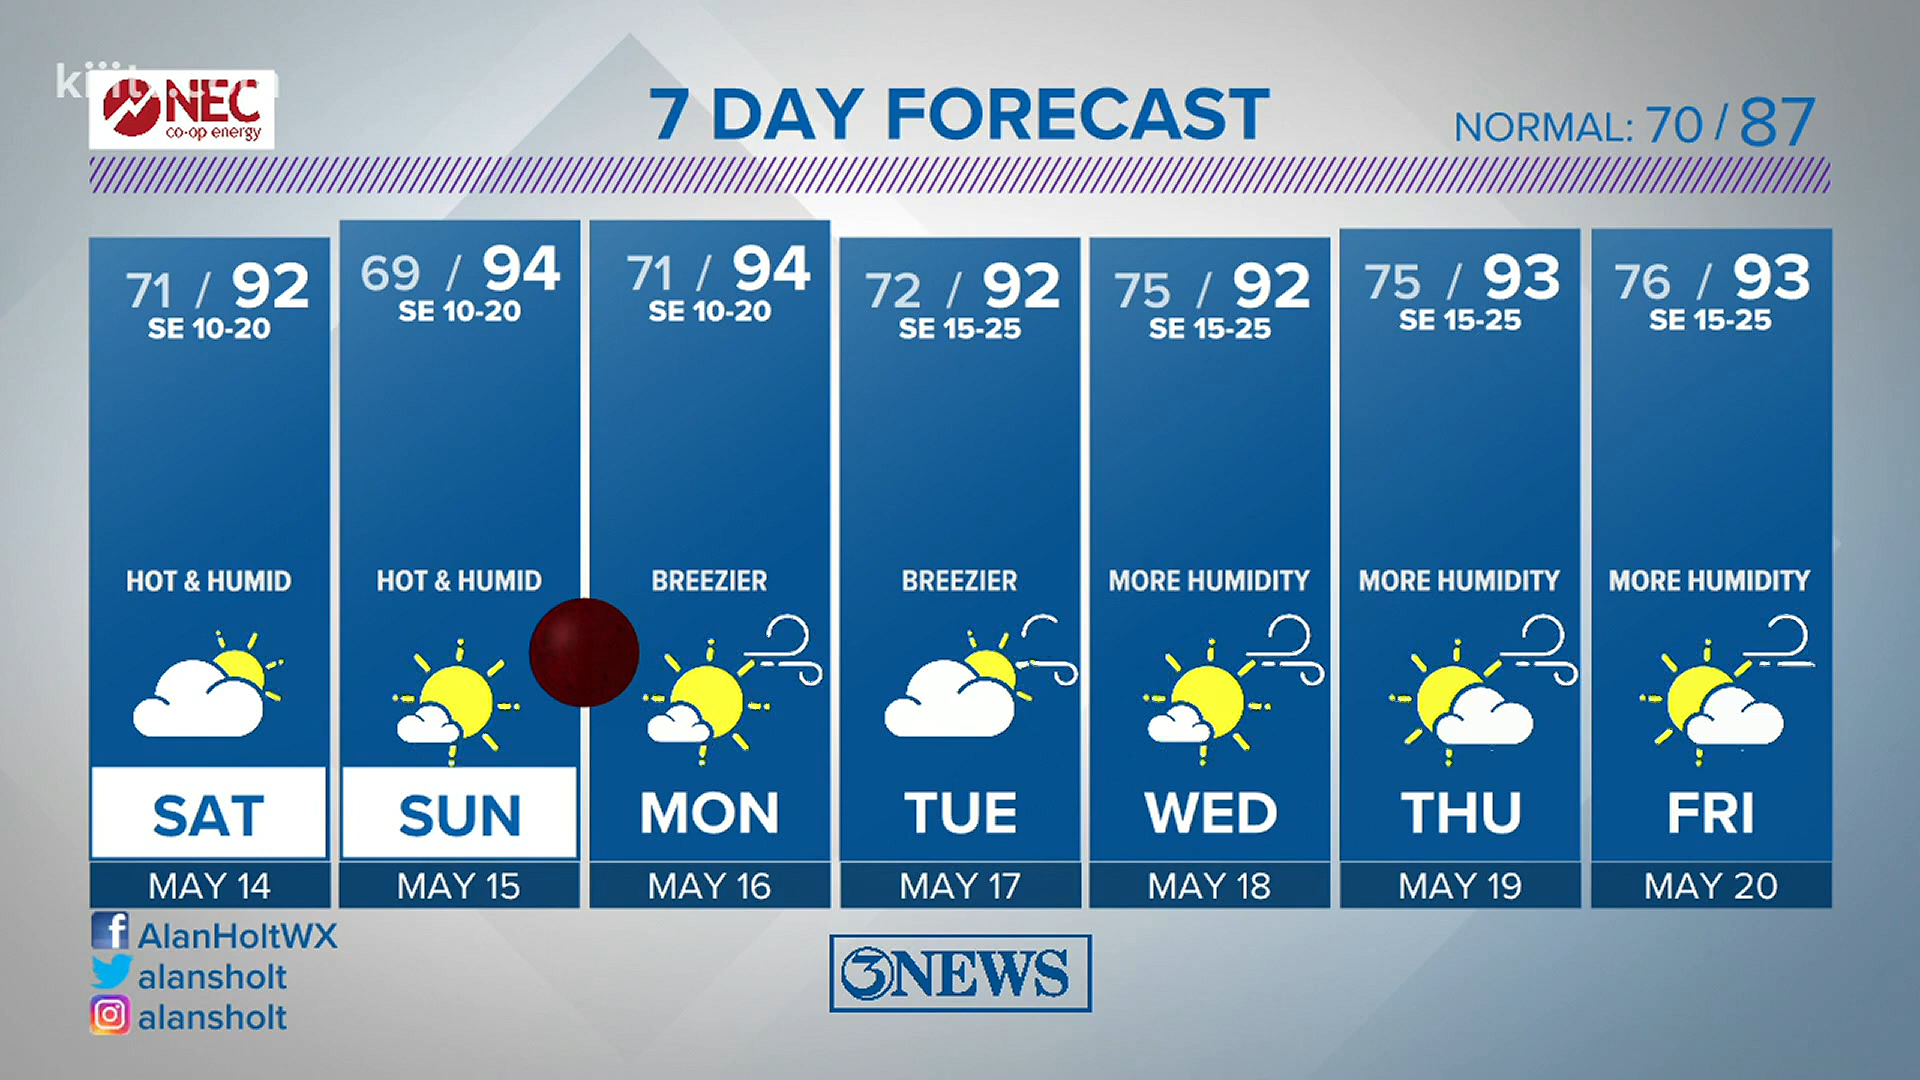 kiiitv.com
NEC
co-op energy
7 DAY FORECAST
NORMAL: 70 / 87
71 / 92
SE 10-20
HOT & HUMID
SAT
MAY 14
69 / 94
SE 10-20
HOT & HUMID
SUN
MAY 15
71 / 94
SE 10-20
BREEZIER
MON
MAY 16
72 / 92
SE 15-25
BREEZIER
TUE
MAY 17
75 / 92
SE 15-25
MORE HUMIDITY
WED
MAY 18
75 / 93
SE 15-25
MORE HUMIDITY
THU
MAY 19
76 / 93
SE 15-25
MORE HUMIDITY
FRI
MAY 20
f AlanHoltWX
alansholt
alansholt
3NEWS